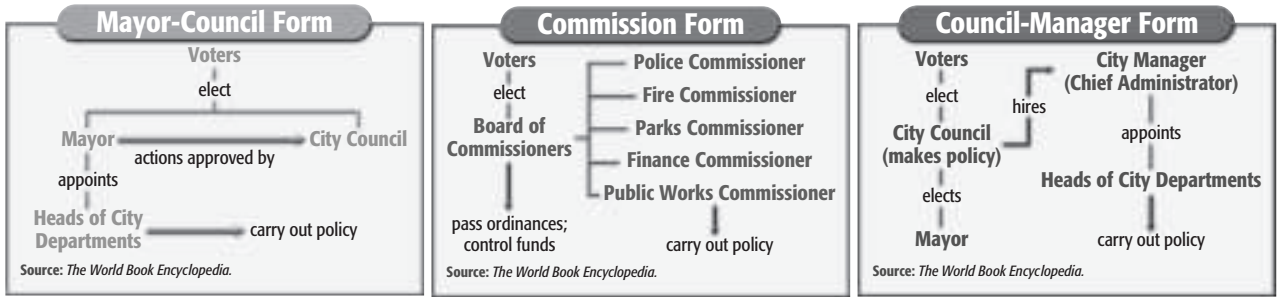 Mayor-Council Form
Voters
elect
Mayor
City Council
actions approved by
appoints
Heads of City
Departments
carry out policy
Source: The World Book Encyclopedia.
Commission Form
Voters
elect
Board of
Commissioners
pass ordinances;
control funds
Police Commissioner
Fire Commissioner
Parks Commissioner
Finance Commissioner
Public Works Commissioner
carry out policy
Source: The World Book Encyclopedia.
Council-Manager Form
Voters
elect
City Council
(makes policy)
elects
Mayor
hires
City Manager
(Chief Administrator)
appoints
Heads of City Departments
carry out policy
Source: The World Book Encyclopedia.